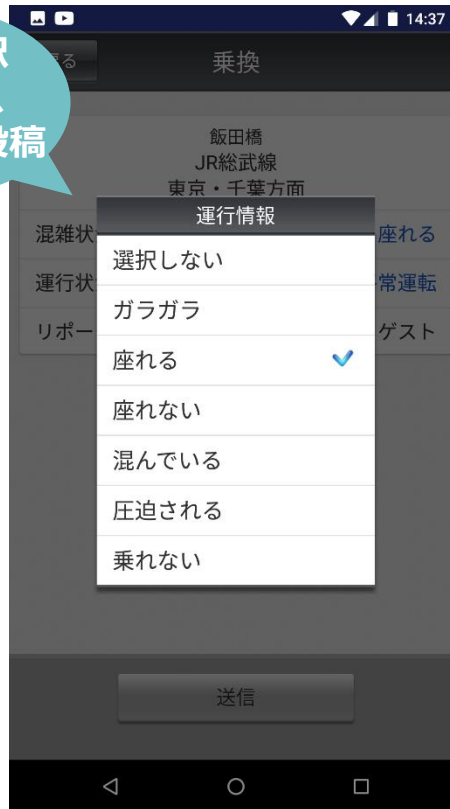 14:37
乗換
稿
飯田橋
JR総武線
東京・千葉方面
運行情報
混雑状
座れる
選択しない
運行状
常運転
ガラガラ
リポー
ゲスト
座れる
座れない
混んでいる
圧迫される
乗れない
送信